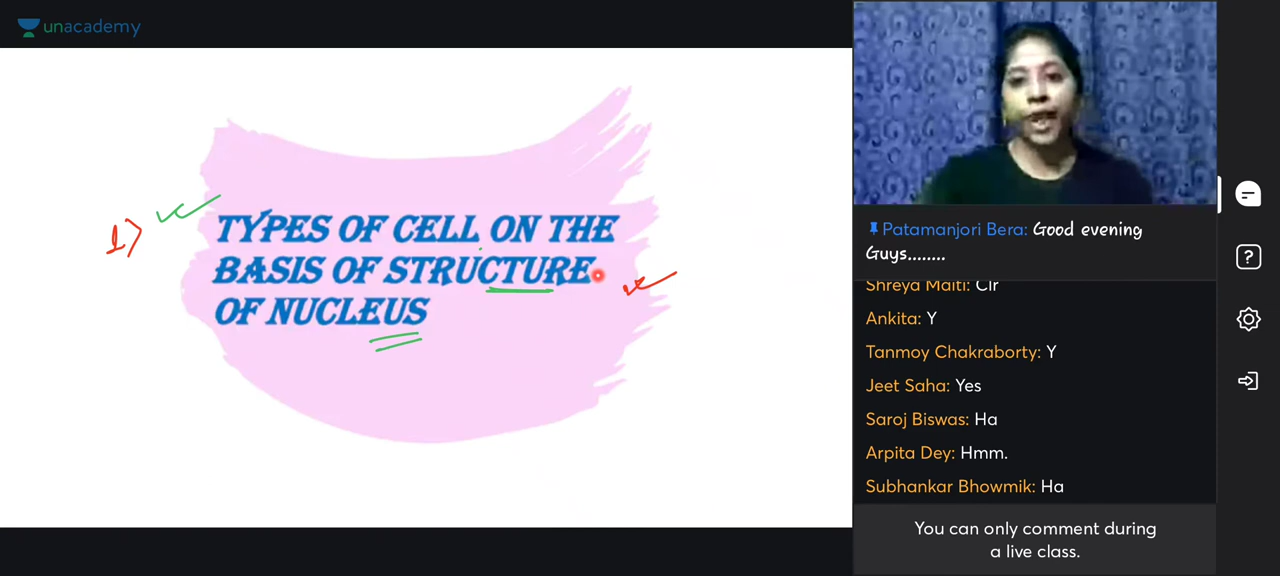 unacademy
1)
TYPES OF CELL ON THE
BASIS OF STRUCTURE
OF NUCLEUS
Patamanjori Bera: Good evening
Guys........
Shreya Maiti: Clr
Ankita: Y
Tanmoy Chakraborty: Y
Jeet Saha: Yes
Saroj Biswas: Ha
Arpita Dey: Hmm.
Subhankar Bhowmik: Ha
You can only comment during
a live class.